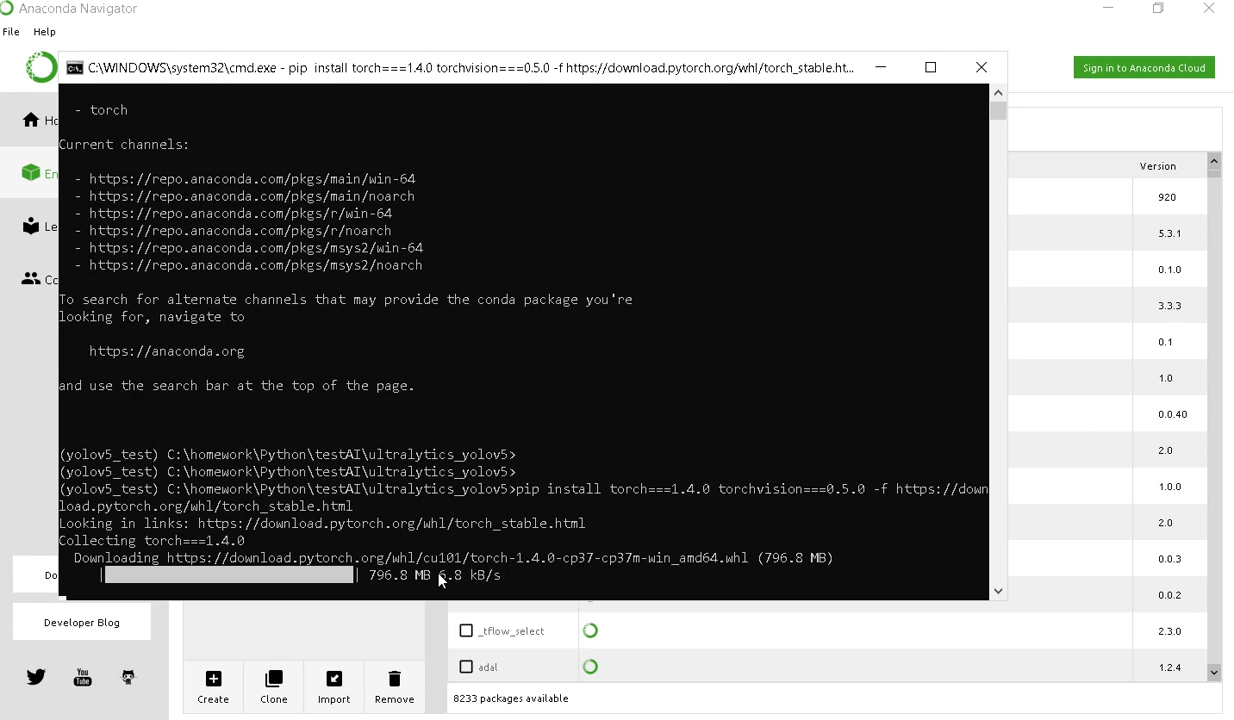 Anaconda Navigator
File Help
C:\WINDOWS\system32\cmd.exe - pip install torch===1.4.0 torchvision===0.5.0 -f https://download.pytorch.org/whl/torch_stable.ht...
Sign in to Anaconda Cloud
- torch
Current channels:
- https://repo.anaconda.com/pkgs/main/win-64
- https://repo.anaconda.com/pkgs/main/noarch
- https://repo.anaconda.com/pkgs/r/win-64
- https://repo.anaconda.com/pkgs/r/noarch
- https://repo.anaconda.com/pkgs/msys2/win-64
- https://repo.anaconda.com/pkgs/msys2/noarch
To search for alternate channels that may provide the conda package you're
looking for, navigate to
https://anaconda.org
and use the search bar at the top of the page.
(yolov5_test) C:\homework\Python\testAI\ultralytics_yolov5>
(yolov5_test) C:\homework\Python\testAI\ultralytics_yolov5>
(yolov5_test) C:\homework\Python\testAI\ultralytics_yolov5>pip install torch===1.4.0 torchvision===0.5.0 -f https://down
load.pytorch.org/whl/torch_stable.html
Looking in links: https://download.pytorch.org/whl/torch_stable.html
Collecting torch===1.4.0
Downloading https://download.pytorch.org/whl/cu101/torch-1.4.0-cp37-cp37m-win_amd64.whl (796.8 MB)
| | 796.8 MB 6.8 kB/s
Ho
En
Le
Co
Do
Developer Blog
You Tube
Version
920
5.3.1
0.1.0
3.3.3
0.1
1.0
0.0.40
2.0
1.0.0
2.0
0.0.3
0.0.2
_tflow_select 2.3.0
adal 1.2.4
Create Clone Import Remove
8233 packages available